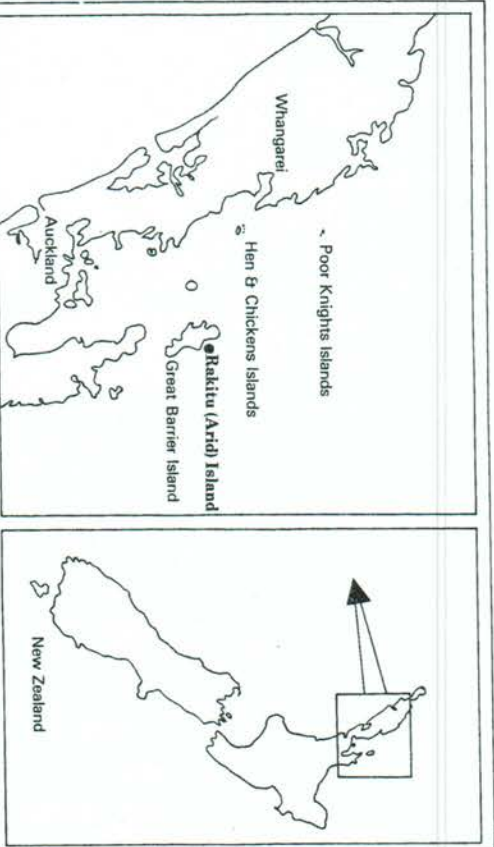 Poor Knights Islands
Hen & Chickens Islands
Whangarei
Rakitu (Arid) Island
Great Barrier Island
Auckland
New Zealand